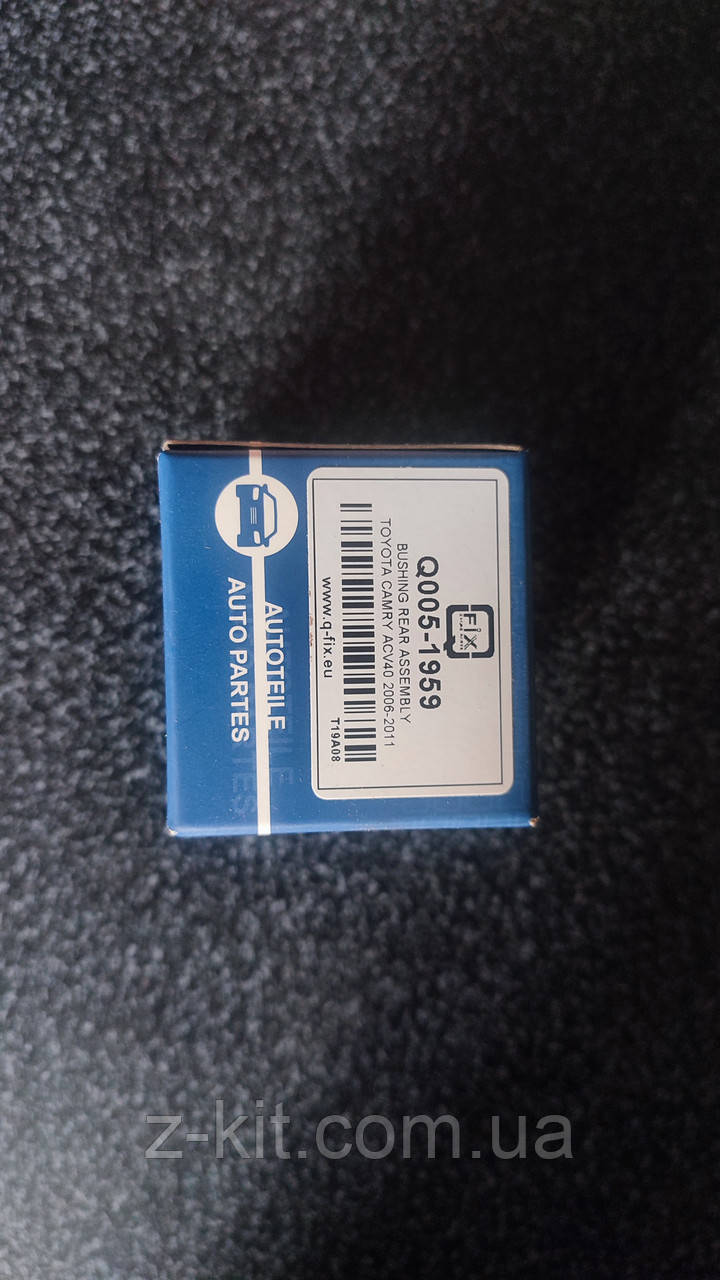 FIX
Q005-1959
BUSHING REAR ASSEMBLY
TOYOTA CAMRY ACV40 2006-2011
T19A08
www.q-fix.eu
AUTOTEILE
AUTO PARTES
z-kit.com.ua